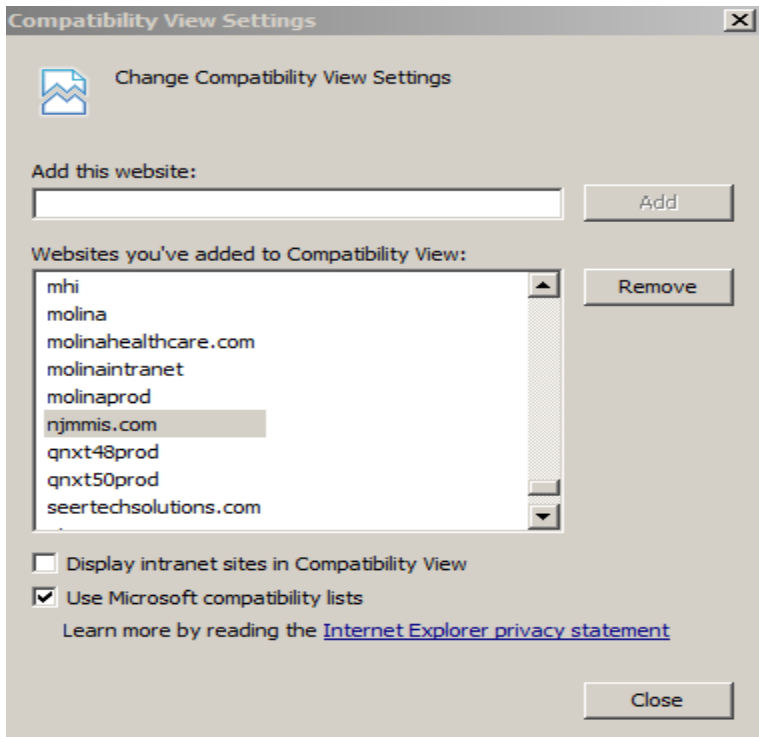 Compatibility View Settings
Change Compatibility View Settings
Add this website:
Add
Websites you've added to Compatibility View:
mhi
molina
molinahealthcare.com
molinaintranet
molinaprod
njmmis.com
qnxt48prod
qnxt50prod
seertechsolutions.com
Remove
Display intranet sites in Compatibility View
Use Microsoft compatibility lists
Learn more by reading the Internet Explorer privacy statement
Close